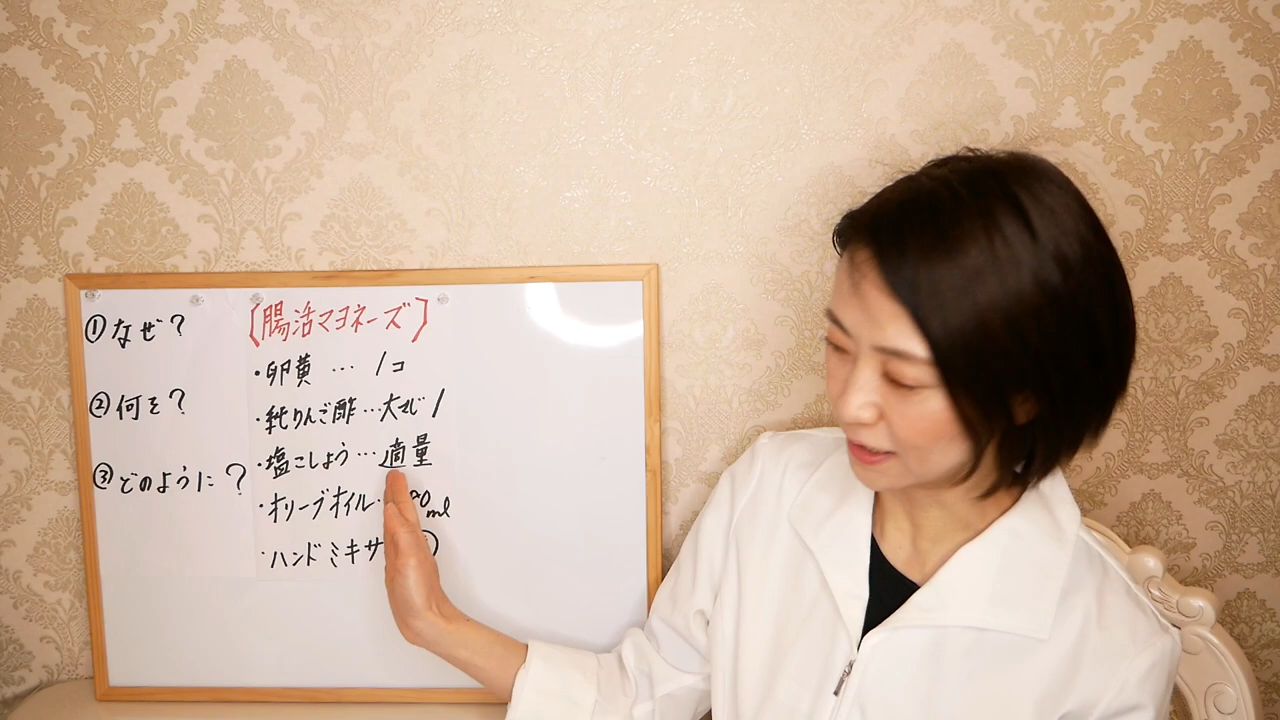 ①なぜ?
②何を?
③どのように?
【腸活マヨネーズ】
・卵黄…1コ
・純りんご酢…大さじ1
・塩こしょう…適量
・オリーブオイル・ 0ml
・ハンドミキサ